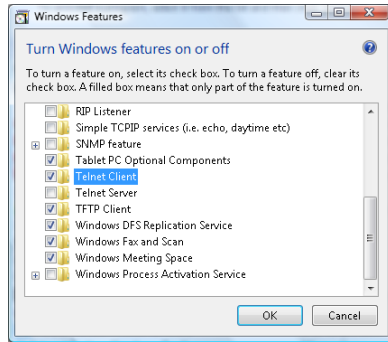 Windows Features
Turn Windows features on or off
To turn a feature on, select its check box. To turn a feature off, clear its
check box. A filled box means that only part of the feature is turned on.
RIP Listener
Simple TCPIP services (i.e. echo, daytime etc)
SNMP feature
Tablet PC Optional Components
Telnet Client
Telnet Server
TFTP Client
Windows DFS Replication Service
Windows Fax and Scan
Windows Meeting Space
Windows Process Activation Service
OK Cancel